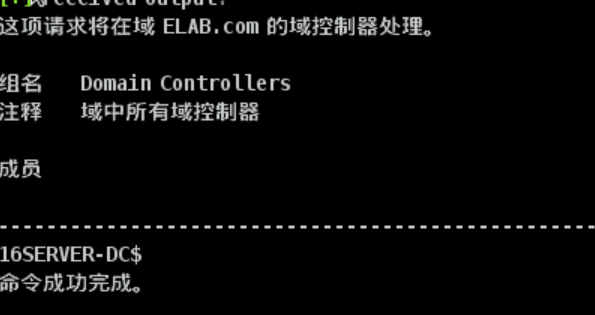 received output:
这项请求将在域 ELAB.com 的域控制器处理。
组名 Domain Controllers
注释 域中所有域控制器
成员
-------------------------------------------------------
16SERVER-DC$
命令成功完成。